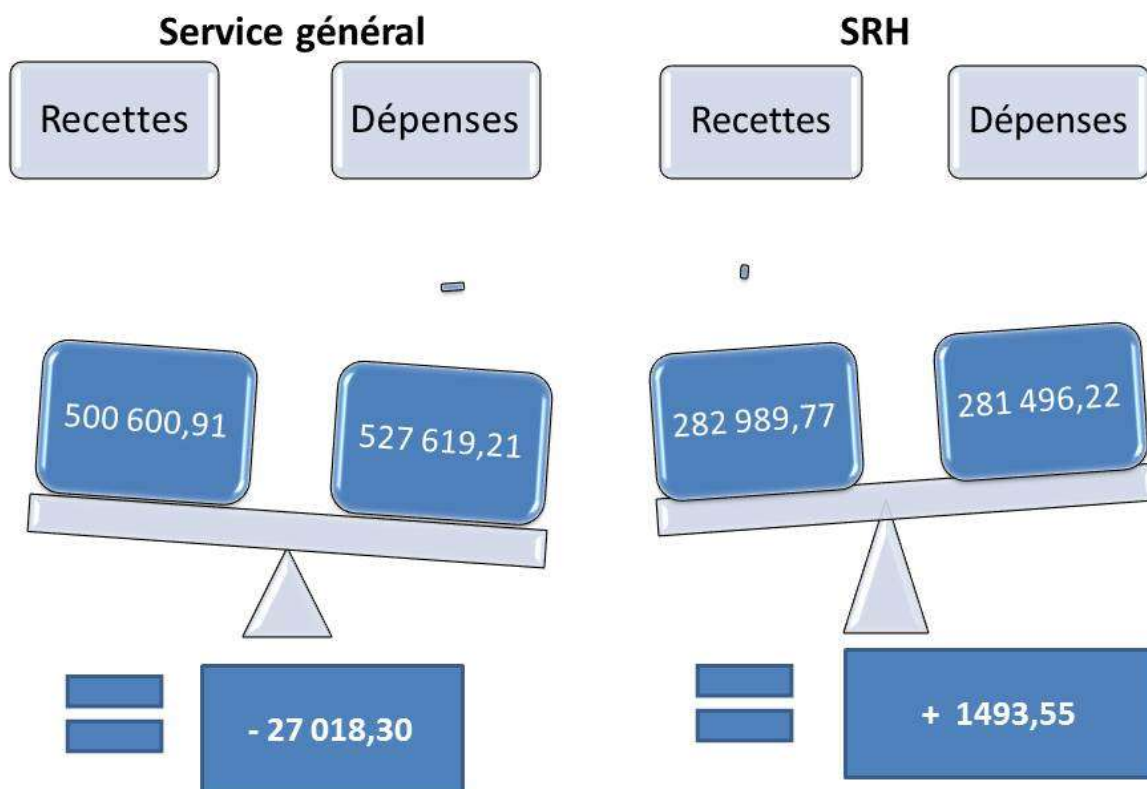 Service général
SRH
Recettes
Dépenses
Recettes
Dépenses
500 600,91
527 619,21
282 989,77
281 496,22
- 27 018,30
+ 1493,55